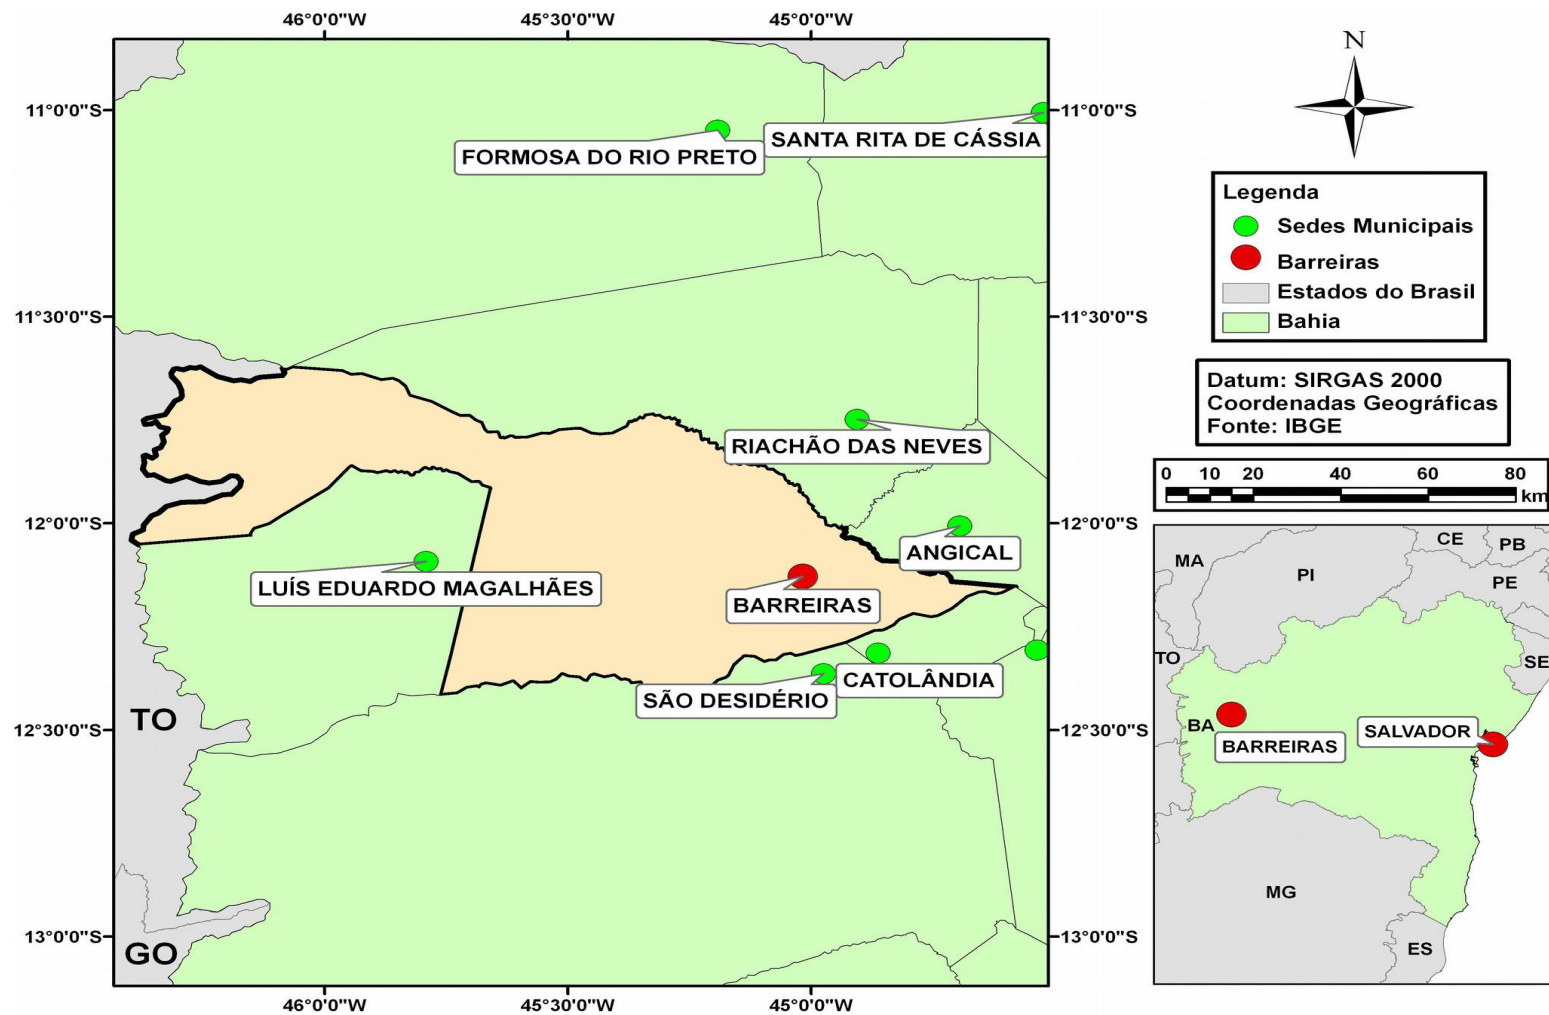 46°0'0"W
45°30'0"W
45°0'0"W
11°0'0"S
11°0'0"S
FORMOSA DO RIO PRETO
SANTA RITA DE CÁSSIA
11°30'0"S
11°30'0"S
RIACHÃO DAS NEVES
12°0'0"S
12°0'0"S
ANGICAL
LUÍS EDUARDO MAGALHÃES
BARREIRAS
CATOLÂNDIA
SÃO DESIDÉRIO
TO
12°30'0"S
12°30'0"S
13°0'0"S
13°0'0"S
GO
46°0'0"W
45°30'0"W
45°0'0"W
N
Legenda
Sedes Municipais
Barreiras
Estados do Brasil
Bahia
Datum: SIRGAS 2000
Coordenadas Geográficas
Fonte: IBGE
0 10 20 40 60 80
km
CE
PB
MA
PI
PE
TO
SE
BA
BARREIRAS
SALVADOR
MG
ES